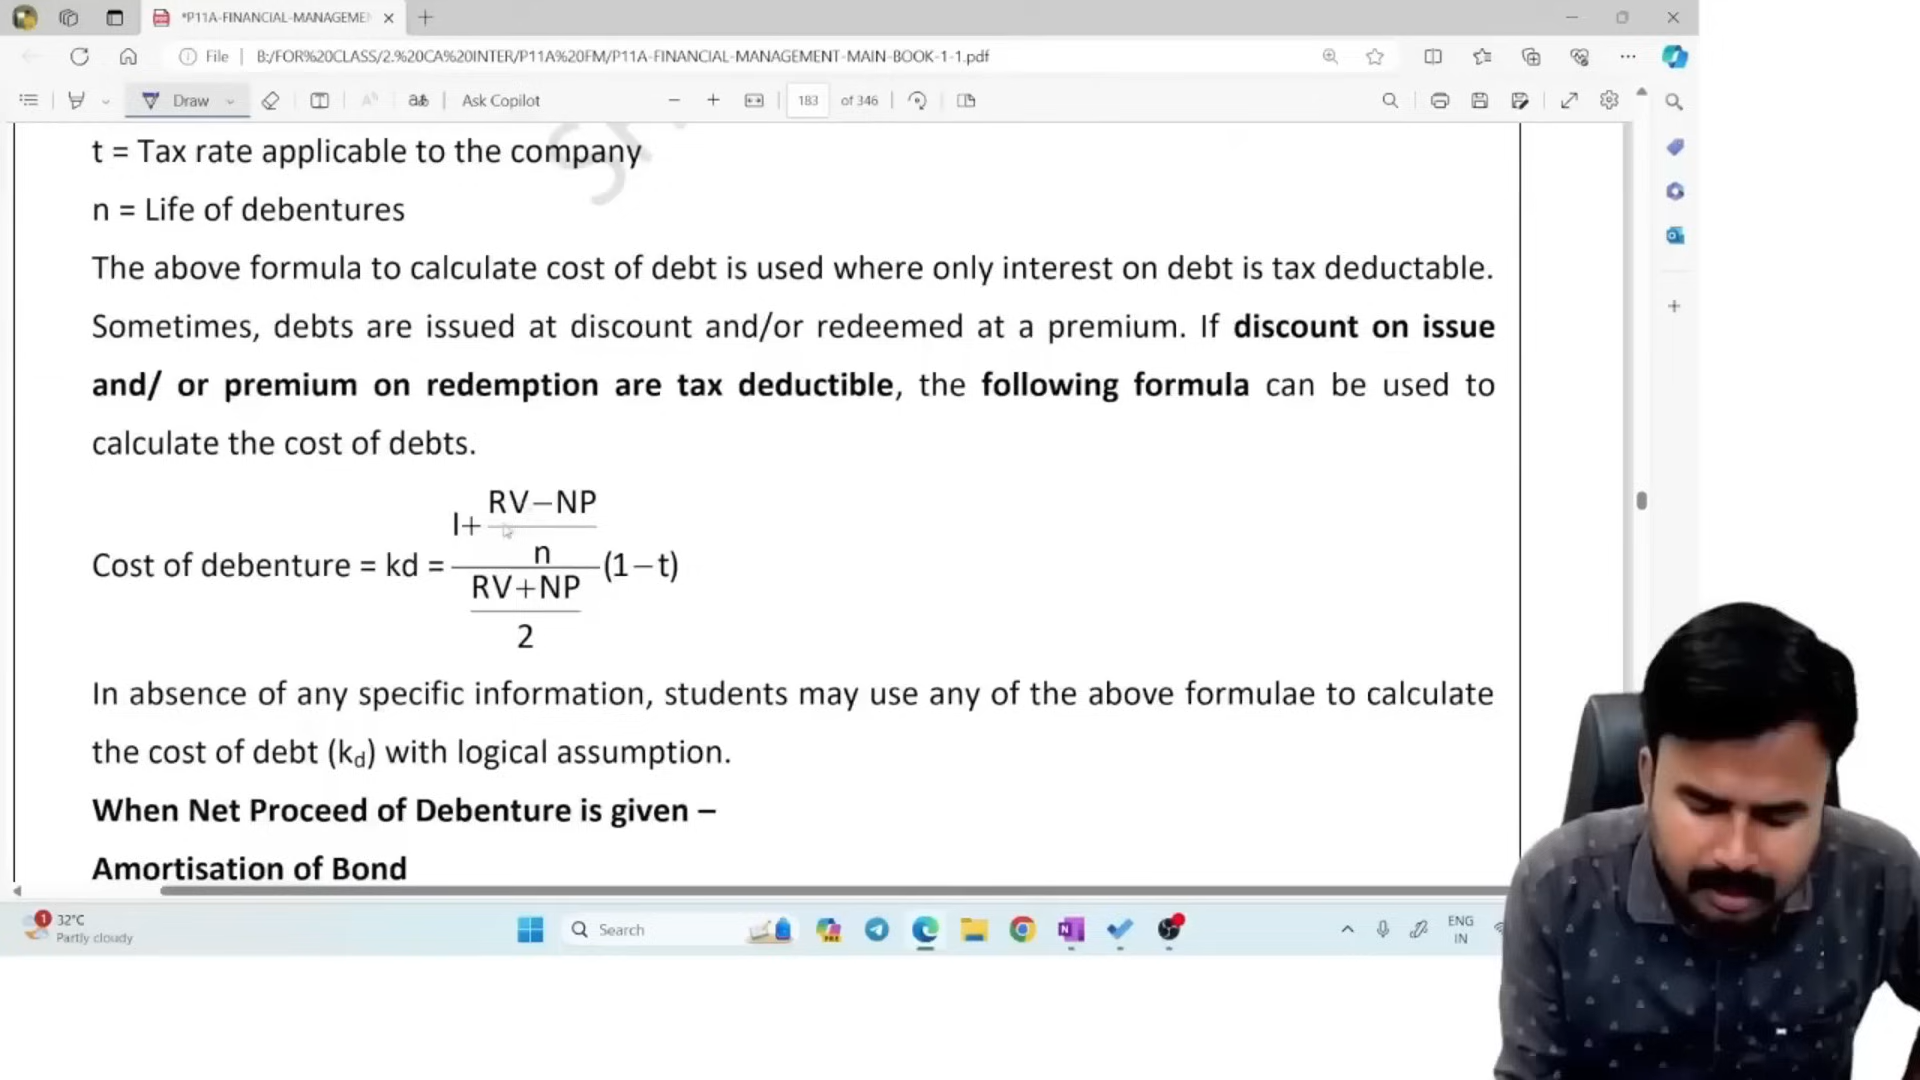 *P11A-FINANCIAL-MANAGEME
File
B:/FOR%20CLASS/2.%20CA%20INTER/P11A%20FM/P11A-FINANCIAL-MANAGEMENT-MAIN-BOOK-1-1.pdf
Draw
Ask Copilot
183 of 346
t = Tax rate applicable to the company
n = Life of debentures
The above formula to calculate cost of debt is used where only interest on debt is tax deductable.
Sometimes, debts are issued at discount and/or redeemed at a premium. If discount on issue
and/ or premium on redemption are tax deductible, the following formula can be used to
calculate the cost of debts.
RV−NP
I+
n
Cost of debenture = kd = (1−t)
RV+NP
2
In absence of any specific information, students may use any of the above formulae to calculate
the cost of debt (kd) with logical assumption.
When Net Proceed of Debenture is given –
Amortisation of Bond
1
32°C
Partly cloudy
Search
PRE
ENG
IN